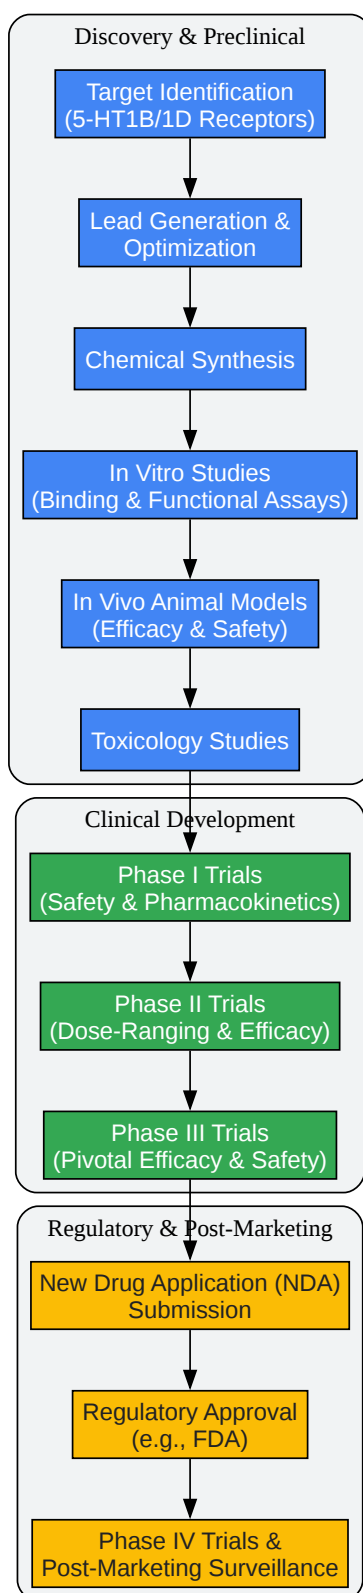 Discovery & Preclinical
Target Identification
(5-HT1B/1D Receptors)
Lead Generation &
Optimization
Chemical Synthesis
In Vitro Studies
(Binding & Functional Assays)
In Vivo Animal Models
(Efficacy & Safety)
Toxicology Studies
Clinical Development
Phase I Trials
(Safety & Pharmacokinetics)
Phase II Trials
(Dose-Ranging & Efficacy)
Phase III Trials
(Pivotal Efficacy & Safety)
Regulatory & Post-Marketing
New Drug Application (NDA)
Submission
Regulatory Approval
(e.g., FDA)
Phase IV Trials &
Post-Marketing Surveillance